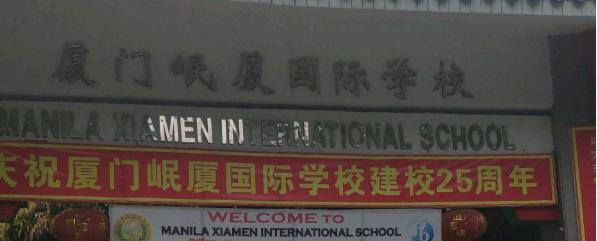 厦门岷厦国际学校
MANILA XIAMEN INTERNATIONAL SCHOOL
庆祝厦门岷厦国际学校建校25周年
WELCOME TO
MANILA XIAMEN INTERNATIONAL SCHOOL